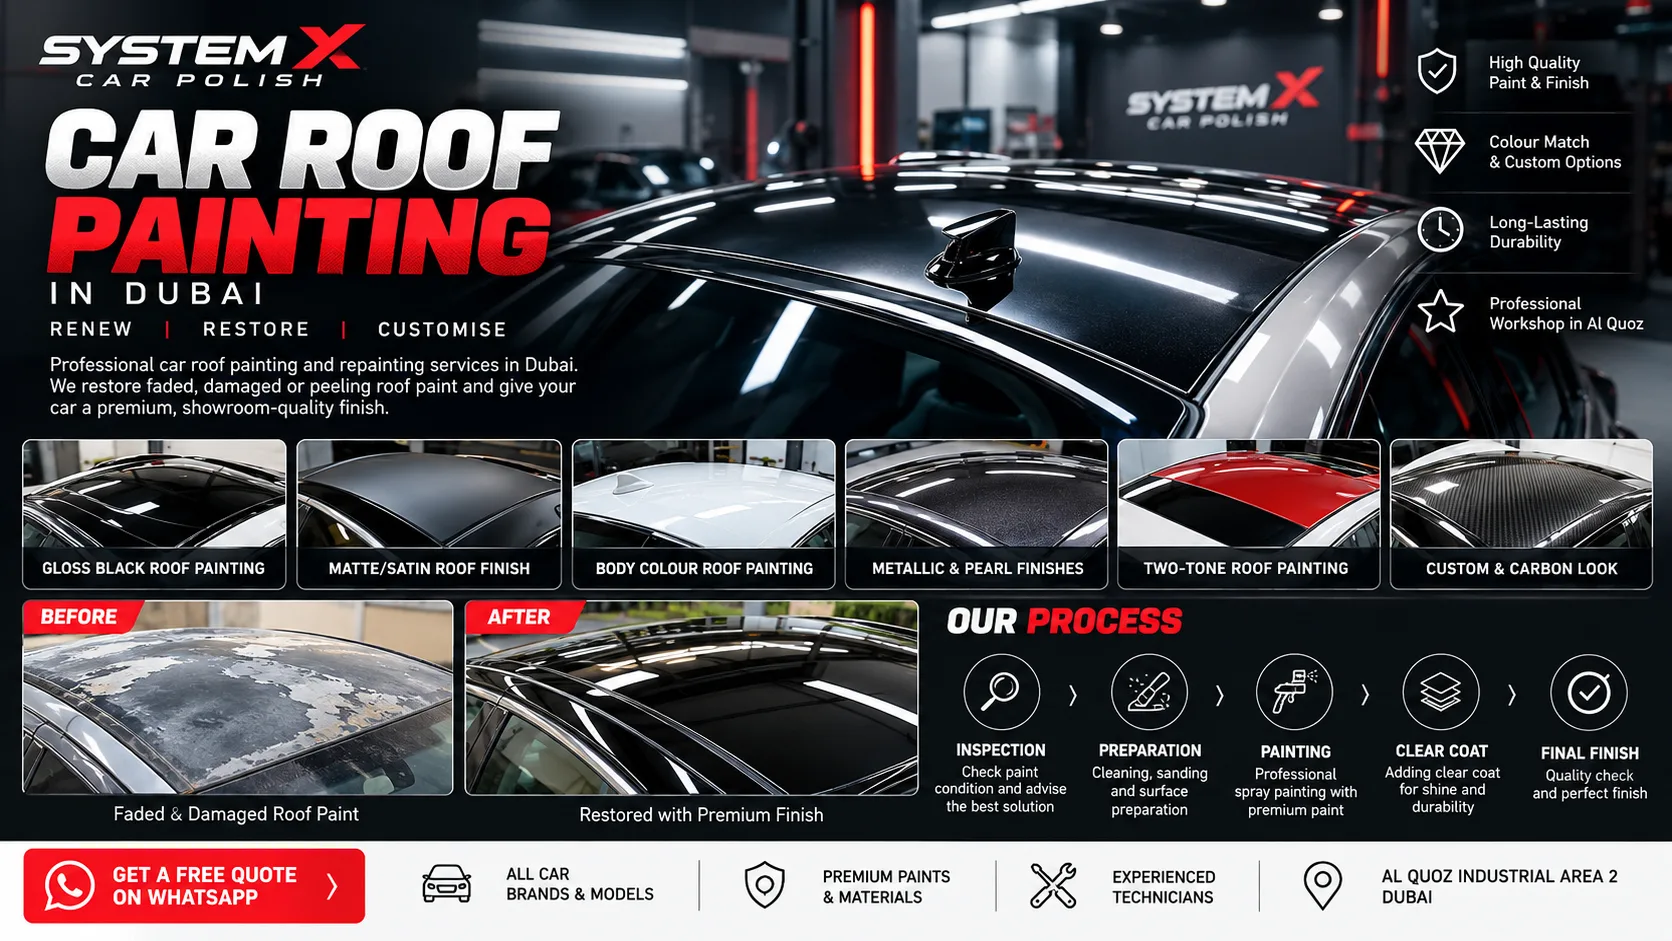 SYSTEM X
CAR POLISH
CAR ROOF
PAINTING
IN DUBAI
RENEW | RESTORE | CUSTOMISE
Professional car roof painting and repainting services in Dubai.
We restore faded, damaged or peeling roof paint and give your
car a premium, showroom-quality finish.
SYSTEM X
CAR POLISH
High Quality
Paint & Finish
Colour Match
& Custom Options
Long-Lasting
Durability
Professional
Workshop in Al Quoz
GLOSS BLACK ROOF PAINTING
MATTE/SATIN ROOF FINISH
BODY COLOUR ROOF PAINTING
METALLIC & PEARL FINISHES
TWO-TONE ROOF PAINTING
CUSTOM & CARBON LOOK
BEFORE
Faded & Damaged Roof Paint
AFTER
Restored with Premium Finish
OUR PROCESS
INSPECTION
Check paint
condition and advise
the best solution
PREPARATION
Cleaning, sanding
and surface
preparation
PAINTING
Professional
spray painting with
premium paint
CLEAR COAT
Adding clear coat
for shine and
durability
FINAL FINISH
Quality check
and perfect finish
GET A FREE QUOTE
ON WHATSAPP
ALL CAR
BRANDS & MODELS
PREMIUM PAINTS
& MATERIALS
EXPERIENCED
TECHNICIANS
AL QUOZ INDUSTRIAL AREA 2
DUBAI